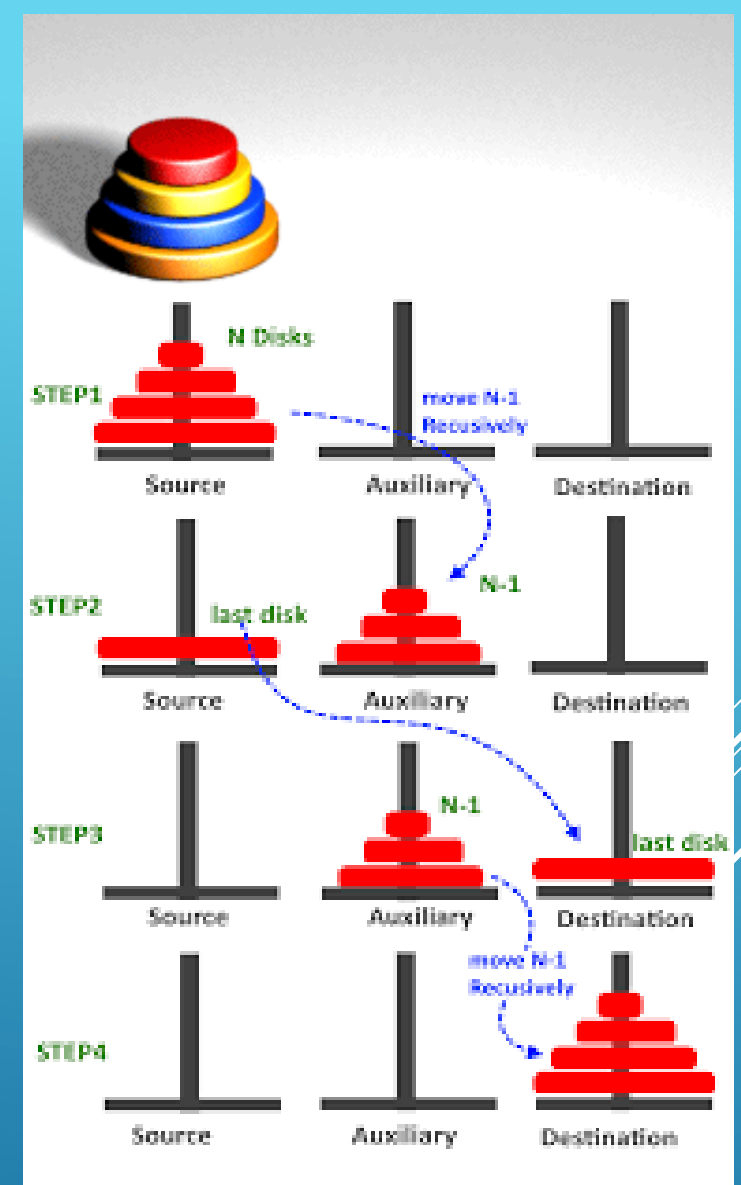 N Disks
STEP1
move N-1
Recusively
Source
Auxiliary
Destination
STEP2
last disk
N-1
Source
Auxiliary
Destination
STEP3
N-1
last disk
Source
Auxiliary
Destination
move N-1
Recusively
STEP4
Source
Auxiliary
Destination